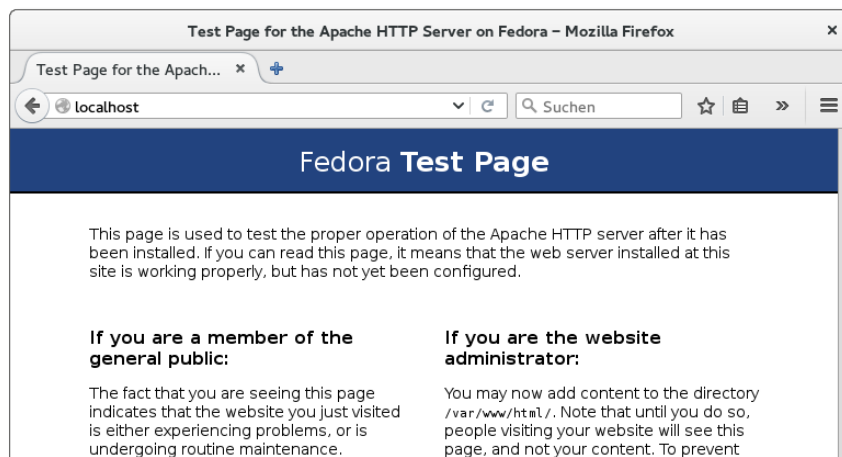 Test Page for the Apache HTTP Server on Fedora – Mozilla Firefox
Test Page for the Apach...
localhost
Suchen
Fedora Test Page
This page is used to test the proper operation of the Apache HTTP server after it has
been installed. If you can read this page, it means that the web server installed at this
site is working properly, but has not yet been configured.
If you are a member of the
general public:
The fact that you are seeing this page
indicates that the website you just visited
is either experiencing problems, or is
undergoing routine maintenance.
If you are the website
administrator:
You may now add content to the directory
/var/www/html/. Note that until you do so,
people visiting your website will see this
page, and not your content. To prevent